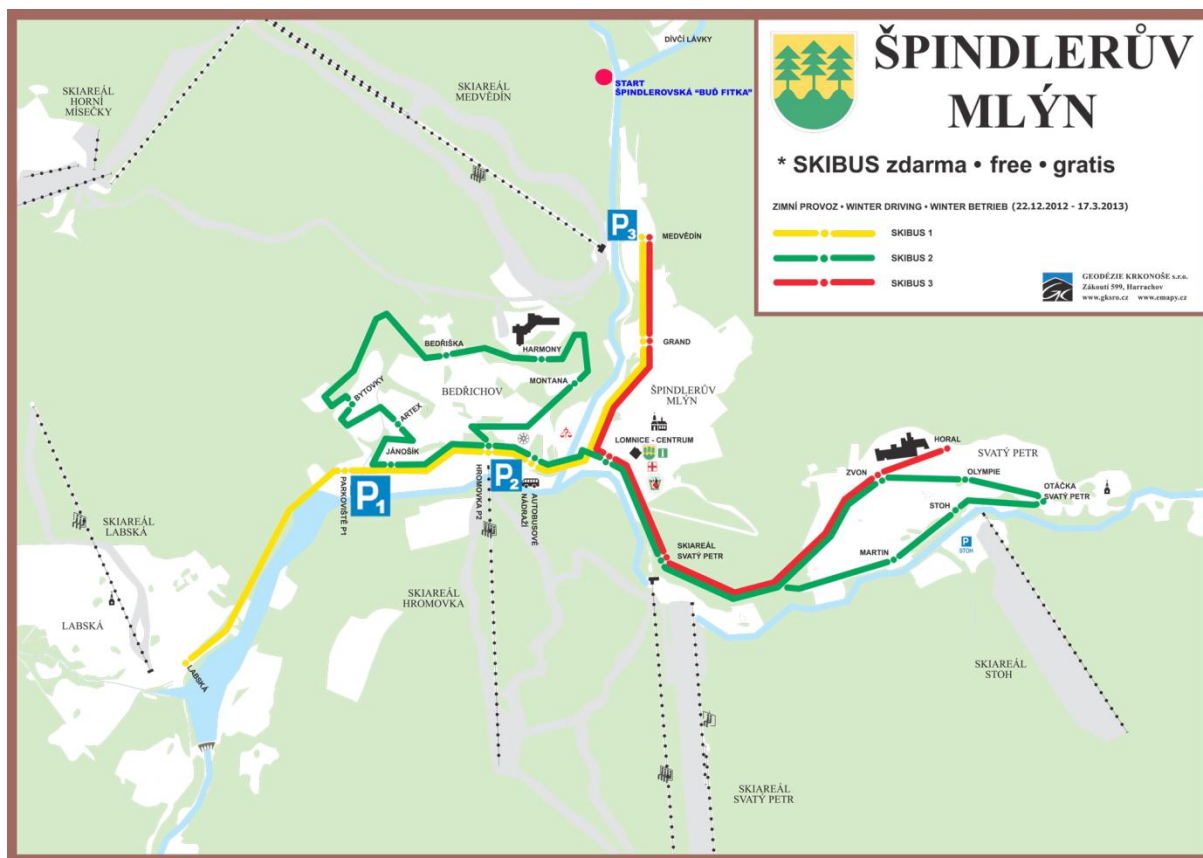 ŠPINDLERŮV
MLÝN
* SKIBUS zdarma • free • gratis
ZIMNÍ PROVOZ • WINTER DRIVING • WINTER BETRIEB (22.12.2012 - 17.3.2013)
SKIBUS 1
SKIBUS 2
SKIBUS 3
GEODÉZIE KRKONOŠE s.r.o.
Zákoutí 599, Harrachov
www.gksro.cz www.emapy.cz
GK
DÍVČÍ LÁVKY
START
ŠPINDLEROVSKÁ "BUĎ FITKA"
SKIAREÁL
HORNÍ
MÍSEČKY
SKIAREÁL
MEDVĚDÍN
P3
MEDVĚDÍN
GRAND
BEDŘIŠKA
HARMONY
MONTANA
BEDŘICHOV
BYTOVKY
ARTEX
JÁNOŠÍK
ŠPINDLERŮV
MLÝN
LOMNICE - CENTRUM
i
HORAL
SVATÝ PETR
ZVON
OLYMPIE
OTÁČKA
SVATÝ PETR
STOH
MARTIN
P
STOH
P1
PARKOVIŠTĚ P1
P2
HROMOVKA P2
AUTOBUSOVÉ
NÁDRAŽÍ
SKIAREÁL
SVATÝ PETR
SKIAREÁL
LABSKÁ
SKIAREÁL
HROMOVKA
LABSKÁ
LABSKÁ
SKIAREÁL
STOH
SKIAREÁL
SVATÝ PETR